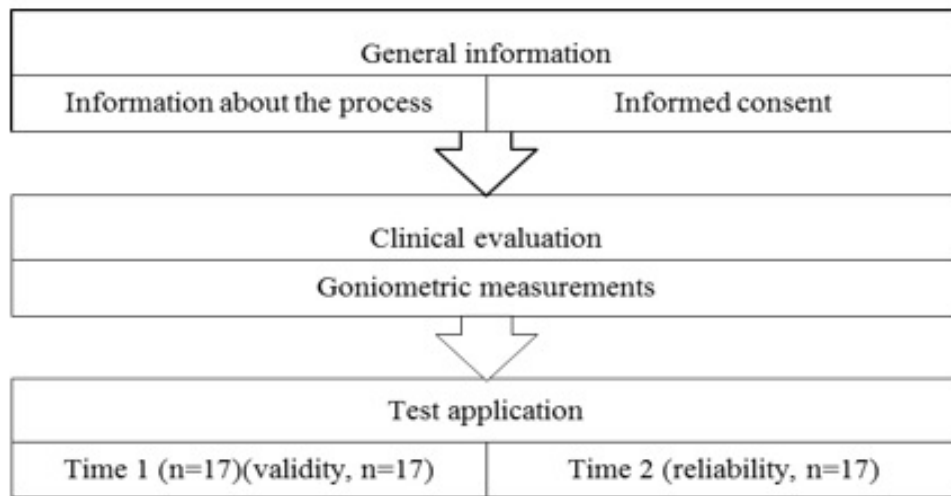 General information
Information about the process
Informed consent
Clinical evaluation
Goniometric measurements
Test application
Time 1 (n=17)(validity, n=17)
Time 2 (reliability, n=17)